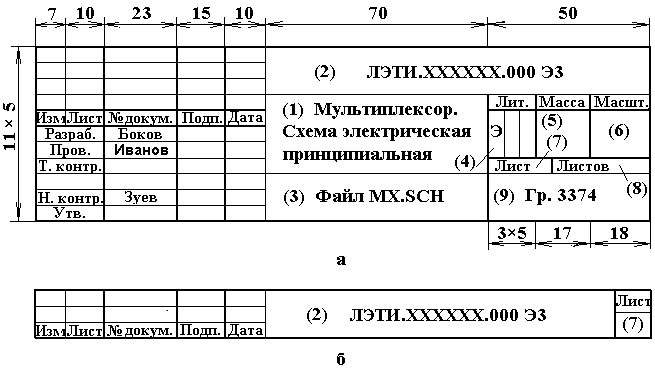 7 10 23 15 10 70 50
11×5
(2) ЛЭТИ.XXXXXX.000 Э3
Изм Лист №докум. Подп. Дата
(1) Мультиплексор.
Схема электрическая
принципиальная
Лит. Масса Масшт.
Разраб. Боков
Пров. Иванов
Т. контр.
Э (5) (6)
(7)
(4)
Лист Листов
(8)
Н. контр. Зуев
Утв.
(3) Файл MX.SCH
(9) Гр. 3374
3×5 17 18
а
(2) ЛЭТИ.XXXXXX.000 Э3
Лист
(7)
Изм Лист №докум. Подп. Дата
б